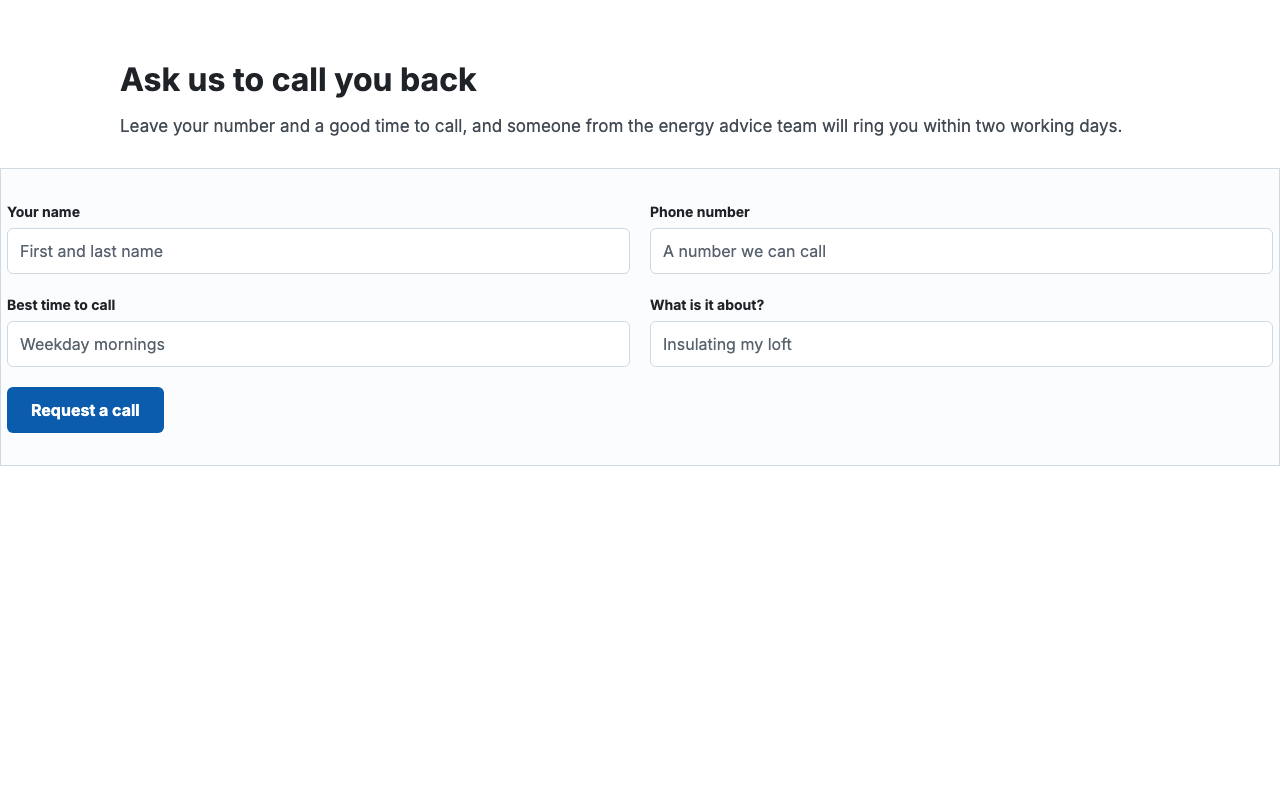 Ask us to call you back
Leave your number and a good time to call, and someone from the energy advice team will ring you within two working days.
Your name
Phone number
First and last name
A number we can call
Best time to call
What is it about?
Weekday mornings
Insulating my loft
Request a call